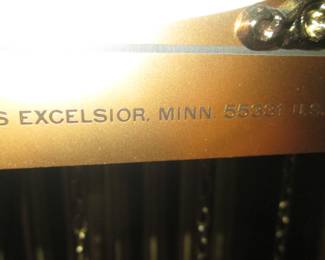 S EXCELSIOR, MINN. 55331 U.S.